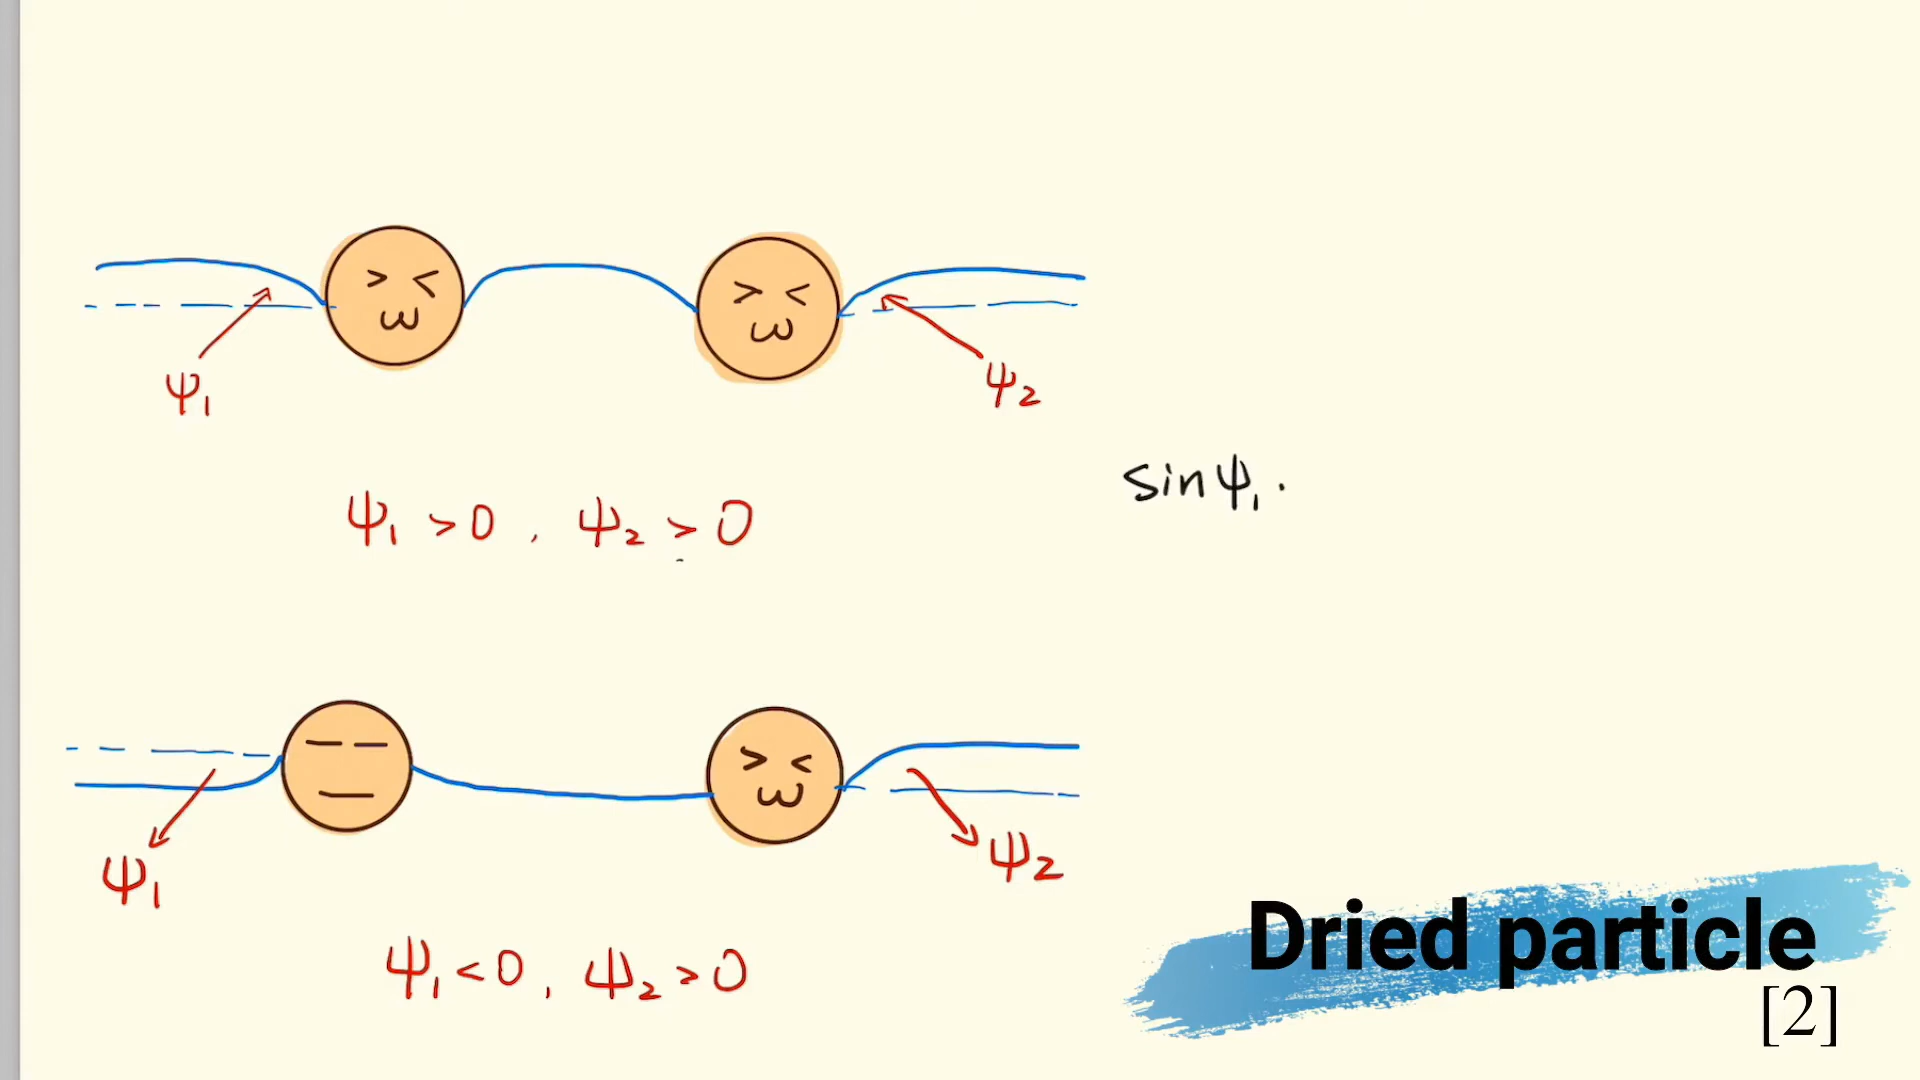 ψ₁ ψ₂
sin ψ₁ ·
ψ₁ > 0 , ψ₂ > 0
ψ₁ ψ₂
ψ₁ < 0 , ψ₂ > 0
Dried particle
[2]